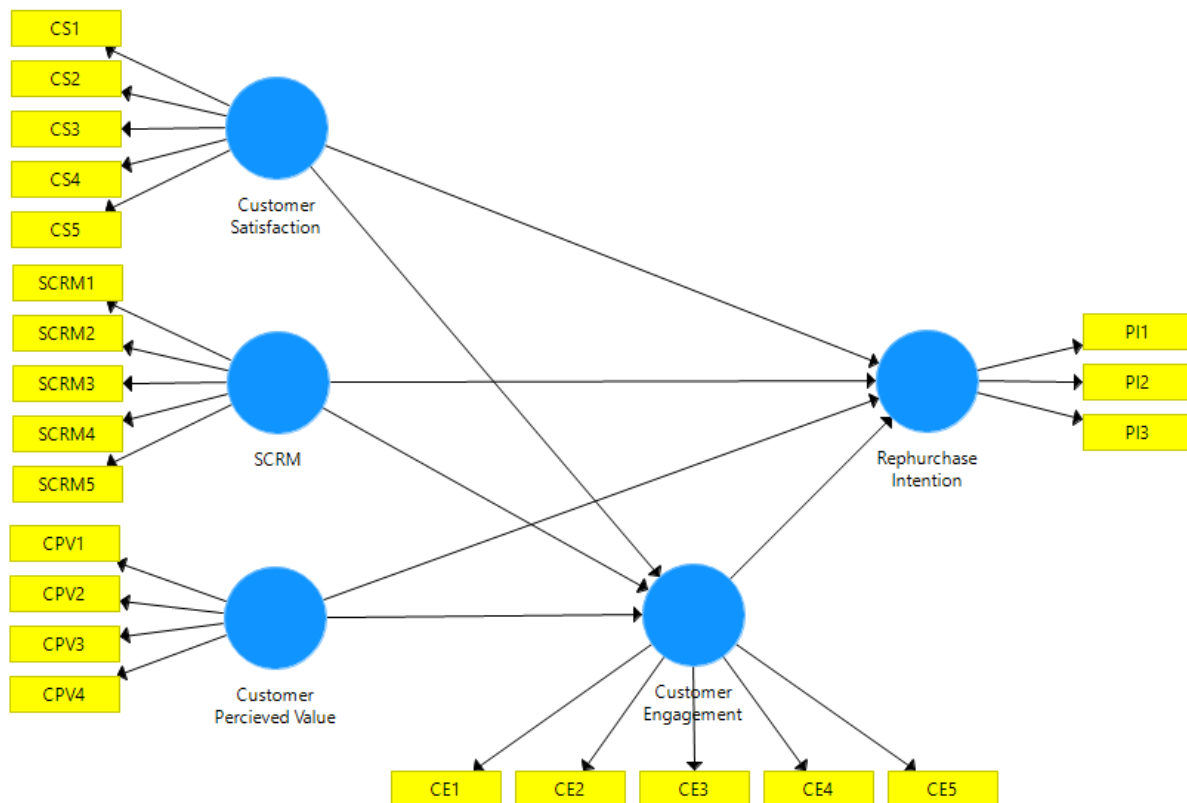 CS1
CS2
CS3
CS4
CS5
Customer
Satisfaction
SCRM1
SCRM2
SCRM3
SCRM4
SCRM5
SCRM
CPV1
CPV2
CPV3
CPV4
Customer
Percieved Value
Customer
Engagement
CE1
CE2
CE3
CE4
CE5
Rephurchase
Intention
PI1
PI2
PI3